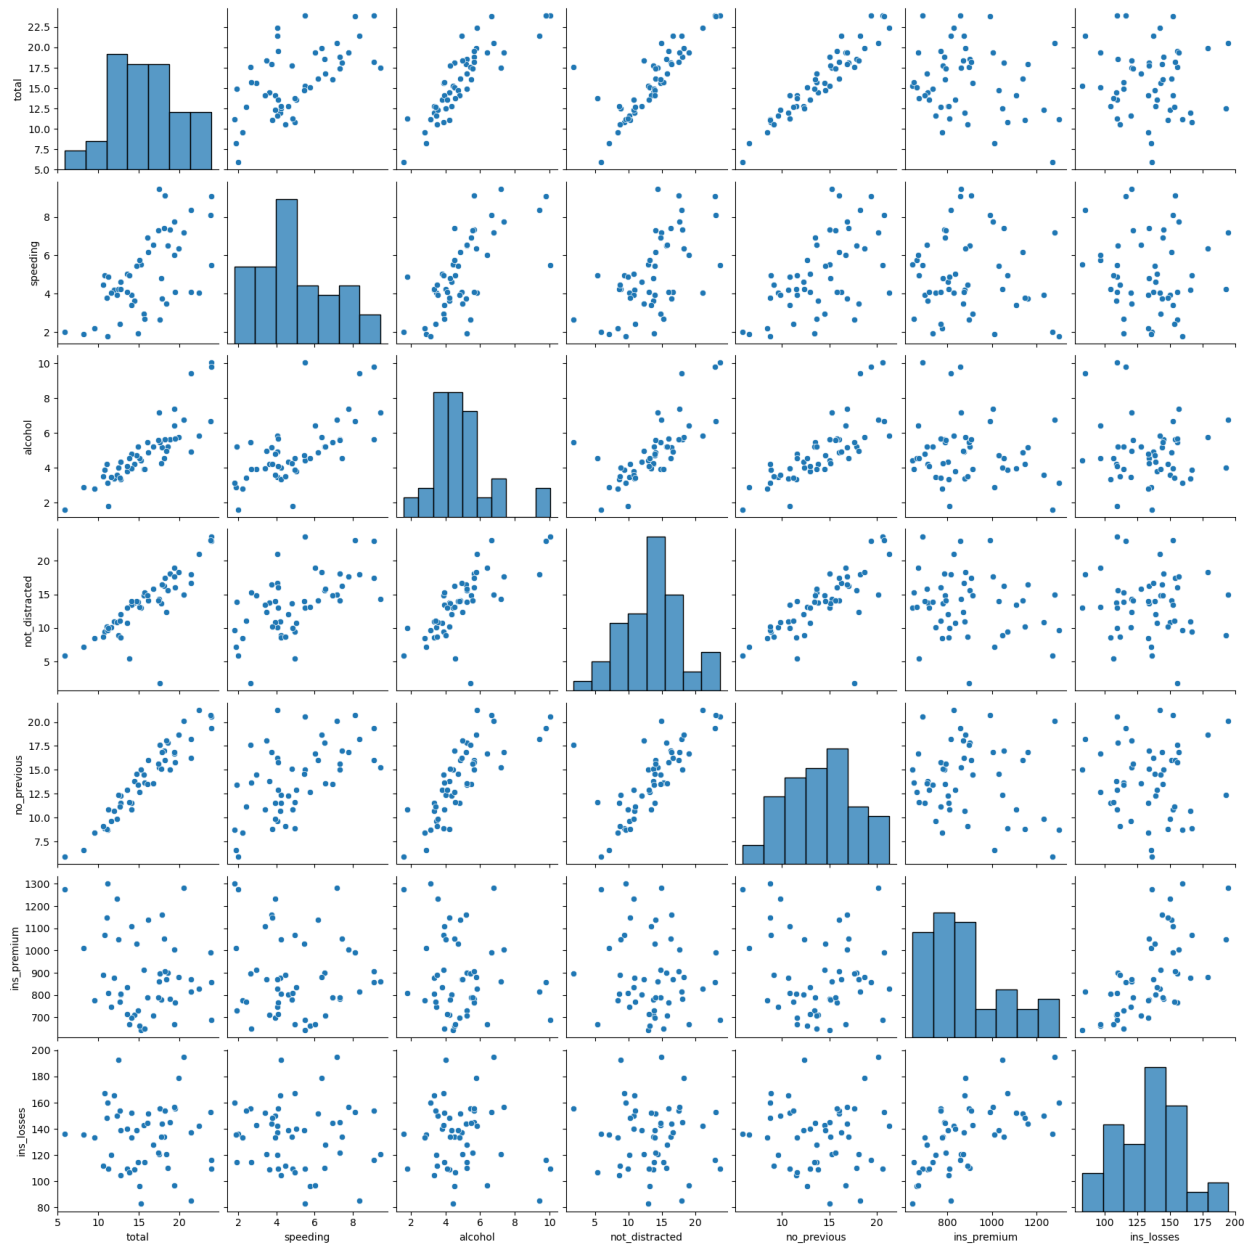 22.5
20.0
17.5
15.0
12.5
10.0
7.5
5.0
total
8
6
4
2
speeding
10
8
6
4
2
alcohol
20
15
10
5
not_distracted
20.0
17.5
15.0
12.5
10.0
7.5
no_previous
1300
1200
1100
1000
900
800
700
ins_premium
200
180
160
140
120
100
80
ins_losses
5 10 15 20
2 4 6 8
2 4 6 8 10
5 10 15 20
10 15 20
800 1000 1200
100 125 150 175 200
total speeding alcohol not_distracted no_previous ins_premium ins_losses